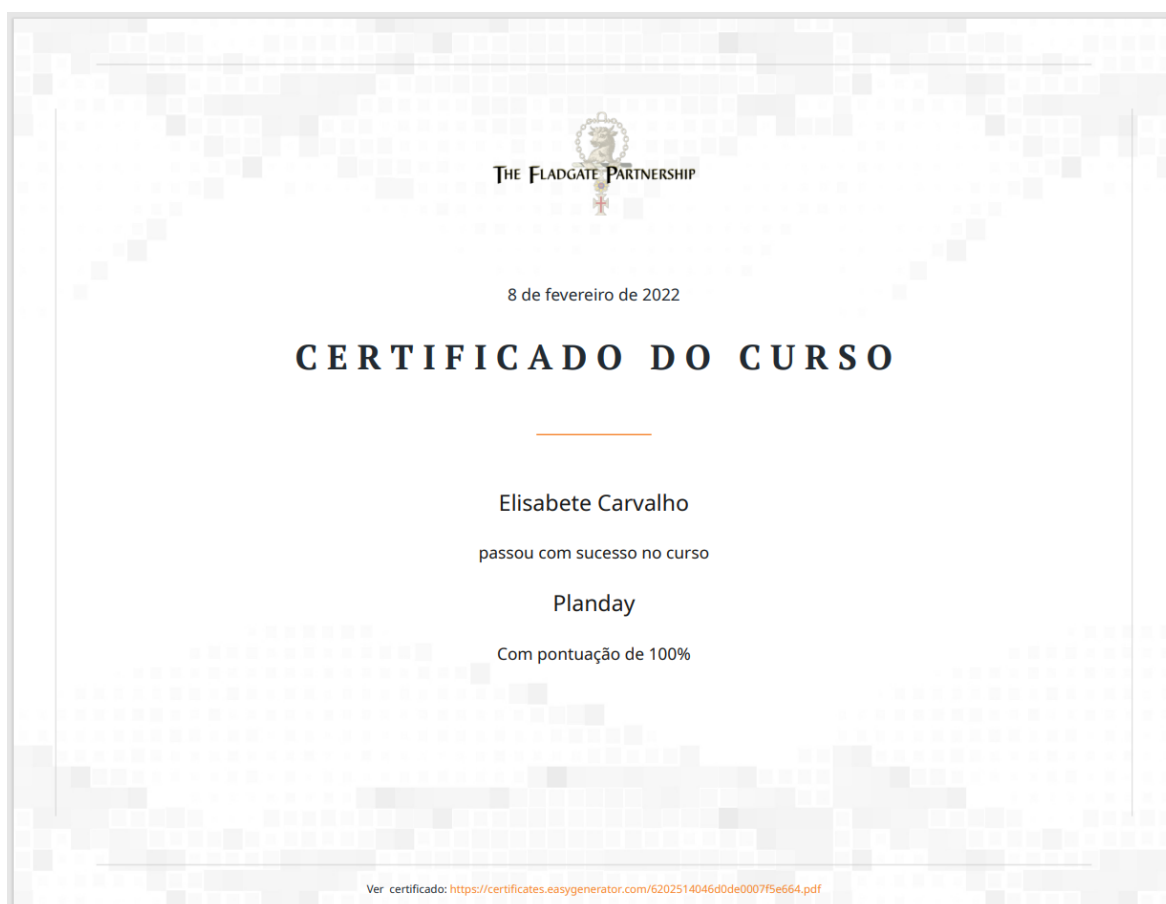 THE FLADGATE PARTNERSHIP
8 de fevereiro de 2022
CERTIFICADO DO CURSO
Elisabete Carvalho
passou com sucesso no curso
Planday
Com pontuação de 100%
Ver certificado: https://certificates.easygenerator.com/6202514046d0de0007f5e664.pdf